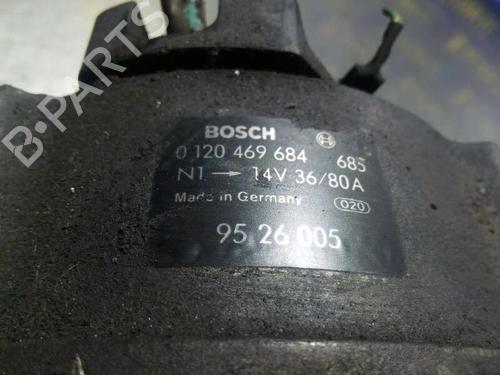 BOSCH
0 120 469 684 685
N1 → 14V 36/80A
Made in Germany 020
95 26 005
B-PARTS